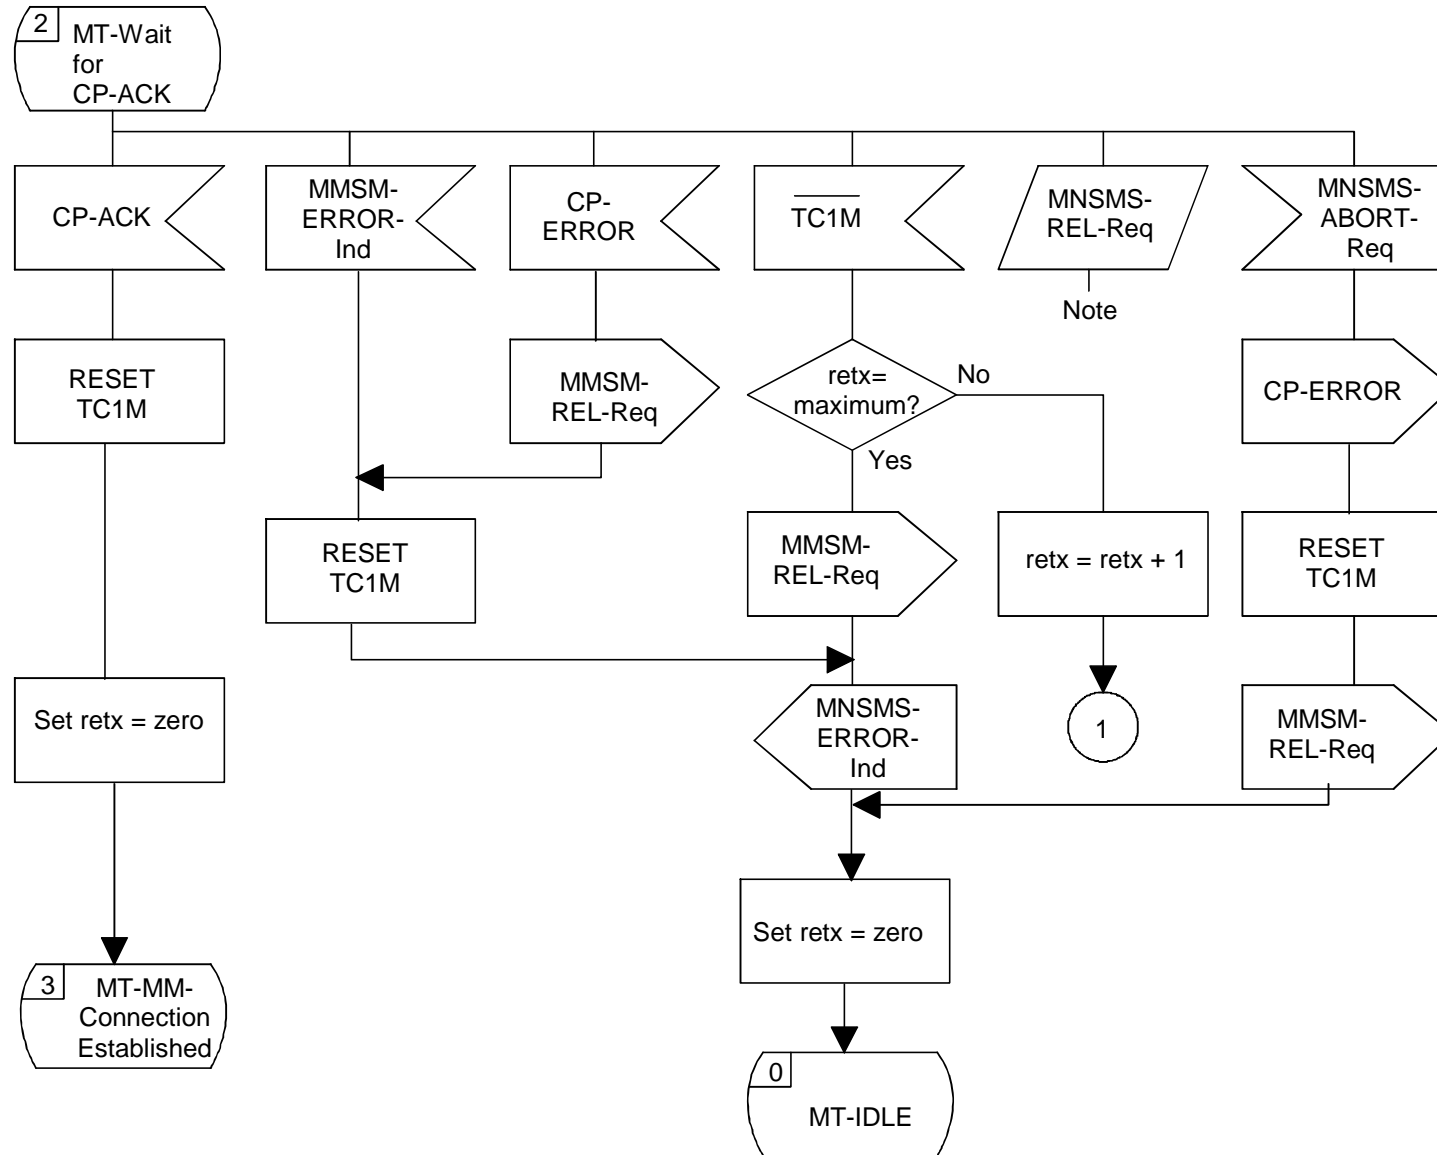 2
MT-Wait
for
CP-ACK
CP-ACK
MMSM-
ERROR-
Ind
CP-
ERROR
TC1M
MNSMS-
REL-Req
Note
MNSMS-
ABORT-
Req
RESET
TC1M
MMSM-
REL-Req
retx=
maximum?
No
Yes
CP-ERROR
RESET
TC1M
MMSM-
REL-Req
retx = retx + 1
RESET
TC1M
Set retx = zero
MNSMS-
ERROR-
Ind
1
MMSM-
REL-Req
Set retx = zero
3
MT-MM-
Connection
Established
0
MT-IDLE